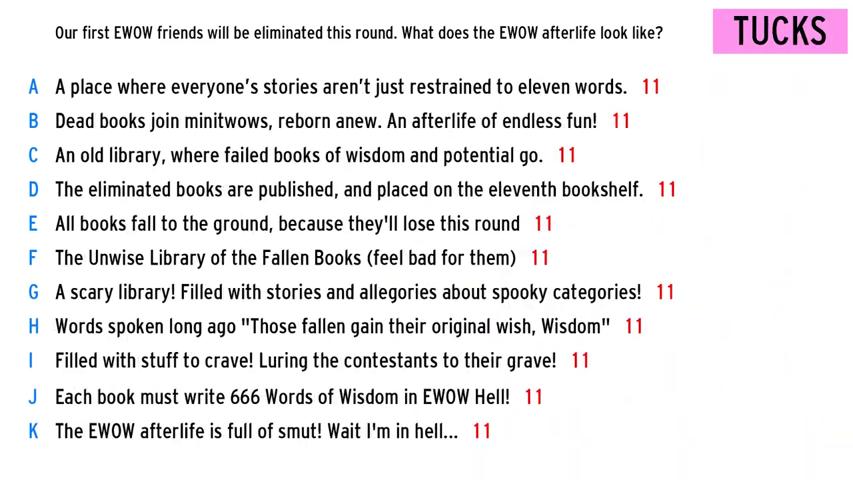 Our first EWOW friends will be eliminated this round. What does the EWOW afterlife look like?
TUCKS
A A place where everyone's stories aren't just restrained to eleven words. 11
B Dead books join minitwows, reborn anew. An afterlife of endless fun! 11
C An old library, where failed books of wisdom and potential go. 11
D The eliminated books are published, and placed on the eleventh bookshelf. 11
E All books fall to the ground, because they'll lose this round 11
F The Unwise Library of the Fallen Books (feel bad for them) 11
G A scary library! Filled with stories and allegories about spooky categories! 11
H Words spoken long ago "Those fallen gain their original wish, Wisdom" 11
I Filled with stuff to crave! Luring the contestants to their grave! 11
J Each book must write 666 Words of Wisdom in EWOW Hell! 11
K The EWOW afterlife is full of smut! Wait I'm in hell... 11